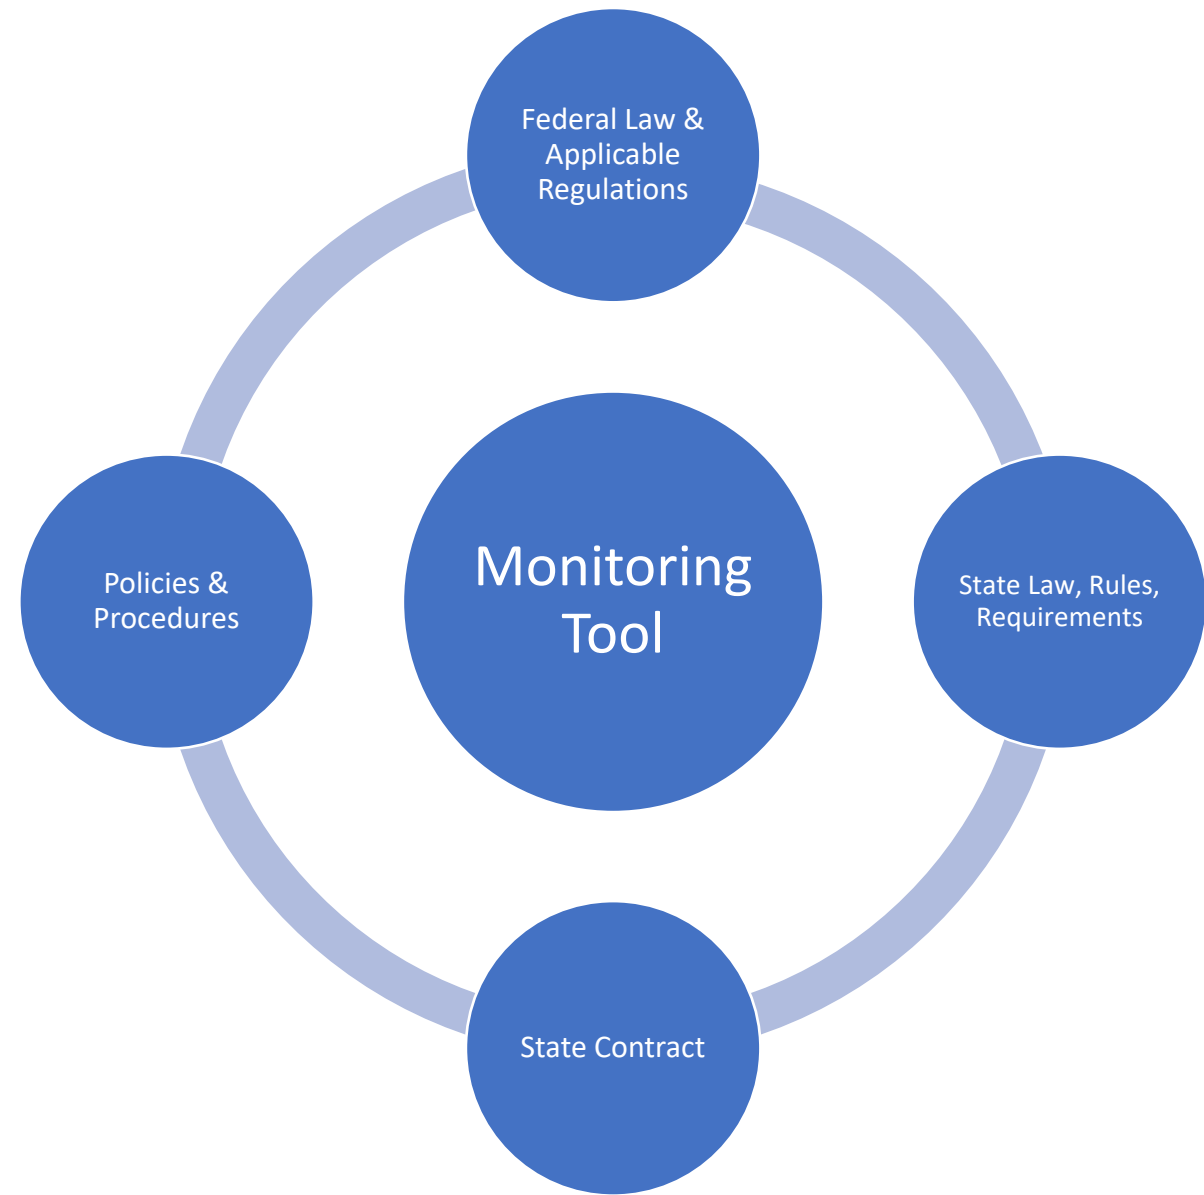 Federal Law &
Applicable
Regulations
Policies &
Procedures
Monitoring
Tool
State Law, Rules,
Requirements
State Contract